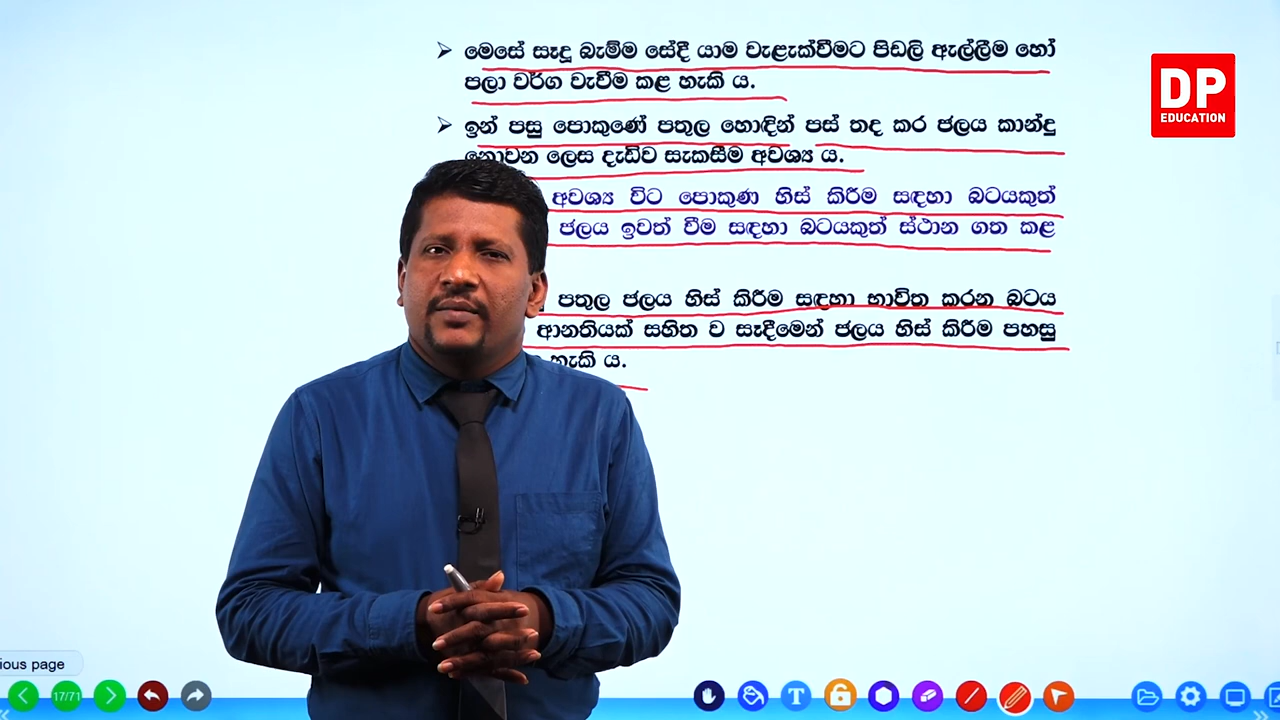 මෙසේ සෑදූ බැම්ම සේදී යාම වැළැක්වීමට පිඩලි ඇල්ලීම හෝ
පලා වර්ග වැවීම කළ හැකි ය.
ඉන් පසු පොකුණේ පතුල හොඳින් පස් තද කර ජලය කාන්දු
නොවන ලෙස දැඩිව සැකසීම අවශ්‍ය ය.
අවශ්‍ය විට පොකුණ හිස් කිරීම සඳහා බටයකුත්
ජලය ඉවත් වීම සඳහා බටයකුත් ස්ථාන ගත කළ
පතුල ජලය හිස් කිරීම සඳහා භාවිත කරන බටය
ආනතියක් සහිත ව සෑදීමෙන් ජලය හිස් කිරීම පහසු
හැකි ය.
DP
EDUCATION
ious page
17/71
T